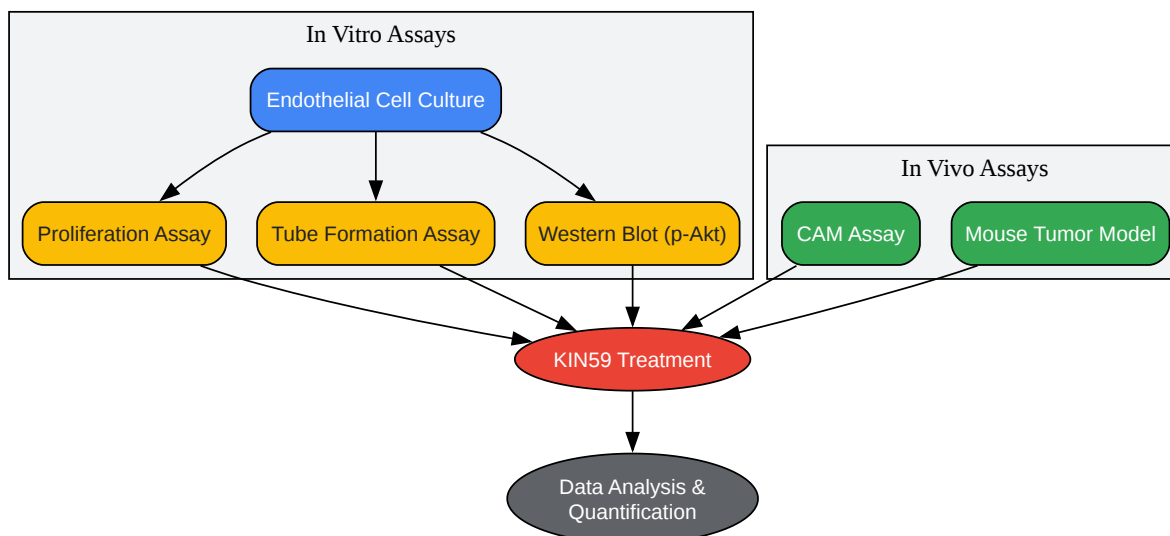 In Vitro Assays
Endothelial Cell Culture
In Vivo Assays
Proliferation Assay
Tube Formation Assay
Western Blot (p-Akt)
CAM Assay
Mouse Tumor Model
KIN59 Treatment
Data Analysis &
Quantification